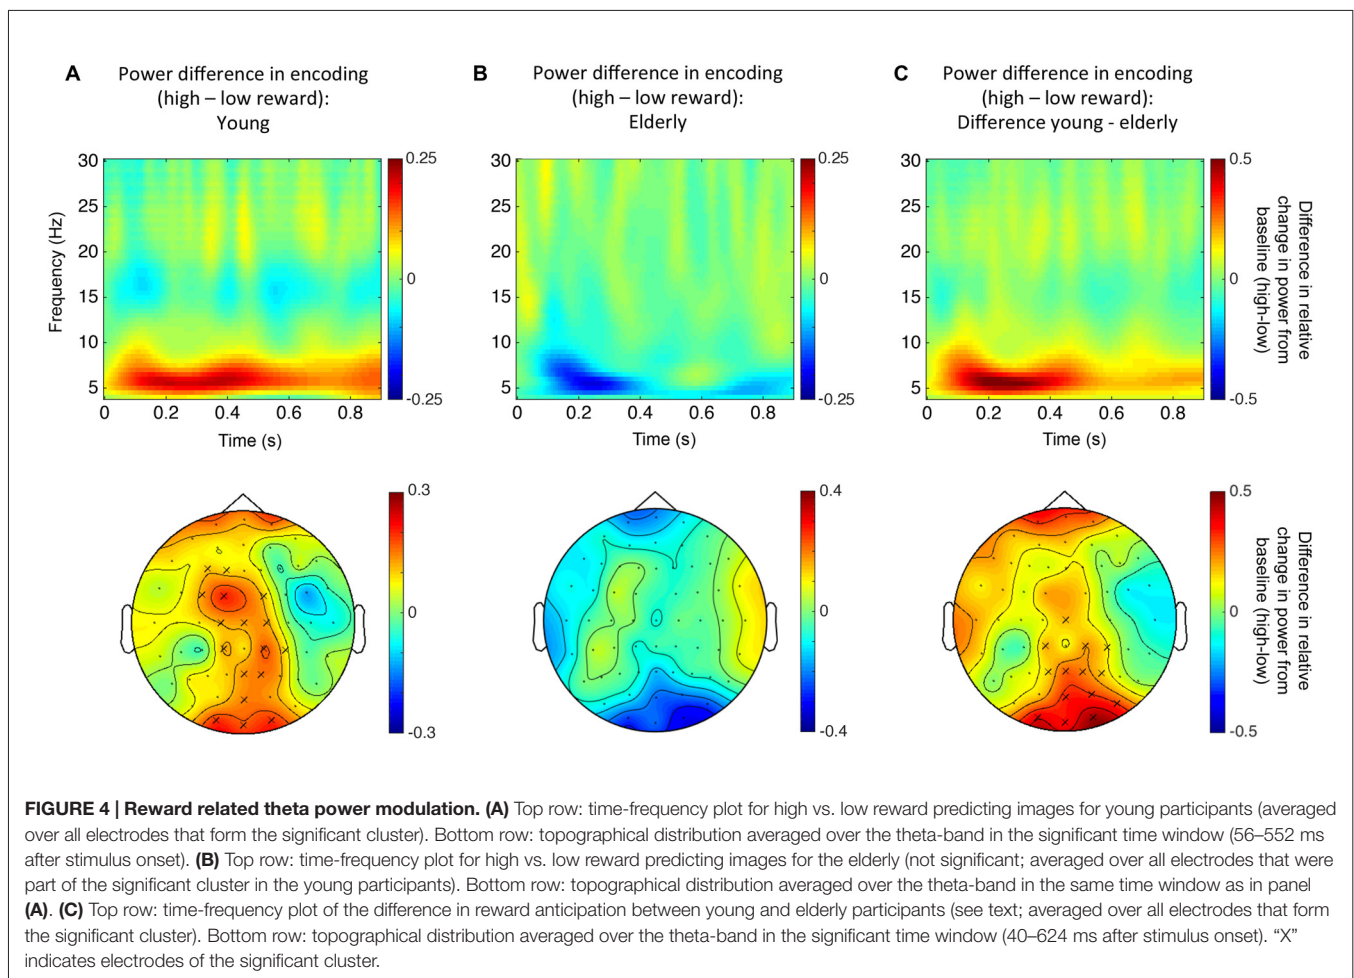 A
Power difference in encoding
(high – low reward):
Young
B
Power difference in encoding
(high – low reward):
Elderly
C
Power difference in encoding
(high – low reward):
Difference young - elderly
Frequency (Hz)
30
25
20
15
10
5
0 0.2 0.4 0.6 0.8
Time (s)
0.25
0
-0.25
30
25
20
15
10
5
0 0.2 0.4 0.6 0.8
Time (s)
0.25
0
-0.25
30
25
20
15
10
5
0 0.2 0.4 0.6 0.8
Time (s)
0.5
0
-0.5
Difference in relative
change in power from
baseline (high-low)
0.3
0
-0.3
0.4
0
-0.4
0.5
0
-0.5
Difference in relative
change in power from
baseline (high-low)
FIGURE 4 | Reward related theta power modulation. (A) Top row: time-frequency plot for high vs. low reward predicting images for young participants (averaged
over all electrodes that form the significant cluster). Bottom row: topographical distribution averaged over the theta-band in the significant time window (56–552 ms
after stimulus onset). (B) Top row: time-frequency plot for high vs. low reward predicting images for the elderly (not significant; averaged over all electrodes that were
part of the significant cluster in the young participants). Bottom row: topographical distribution averaged over the theta-band in the same time window as in panel
(A). (C) Top row: time-frequency plot of the difference in reward anticipation between young and elderly participants (see text; averaged over all electrodes that form
the significant cluster). Bottom row: topographical distribution averaged over the theta-band in the significant time window (40–624 ms after stimulus onset). “X”
indicates electrodes of the significant cluster.